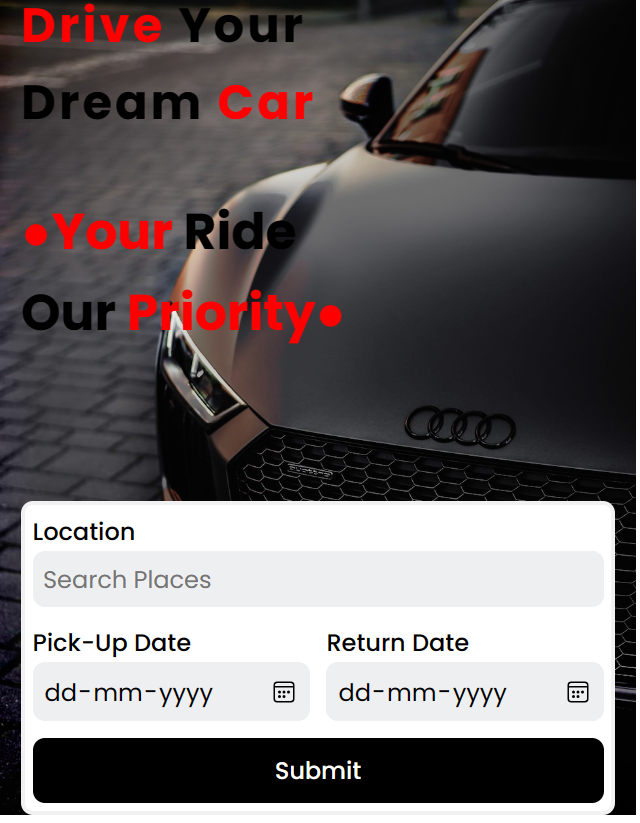 Drive Your
Dream Car
●Your Ride
Our Priority●
Location
Search Places
Pick-Up Date Return Date
dd-mm-yyyy dd-mm-yyyy
Submit